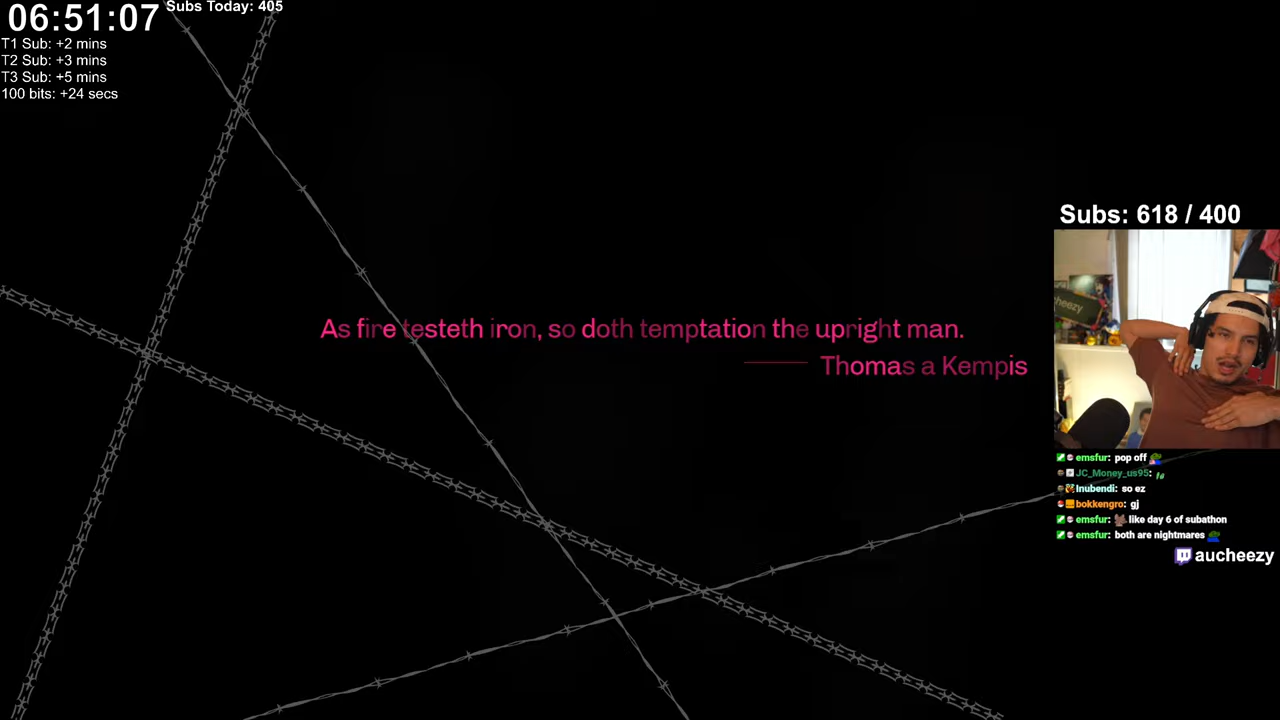 06:51:07
Subs Today: 405
T1 Sub: +2 mins
T2 Sub: +3 mins
T3 Sub: +5 mins
100 bits: +24 secs
As fire testeth iron, so doth temptation the upright man.
Thomas a Kempis
Subs: 618 / 400
cheezy
emsfur: pop off
JC_Money_us95:
Inubendi: so ez
bokkengro: gj
emsfur: like day 6 of subathon
emsfur: both are nightmares
aucheezy